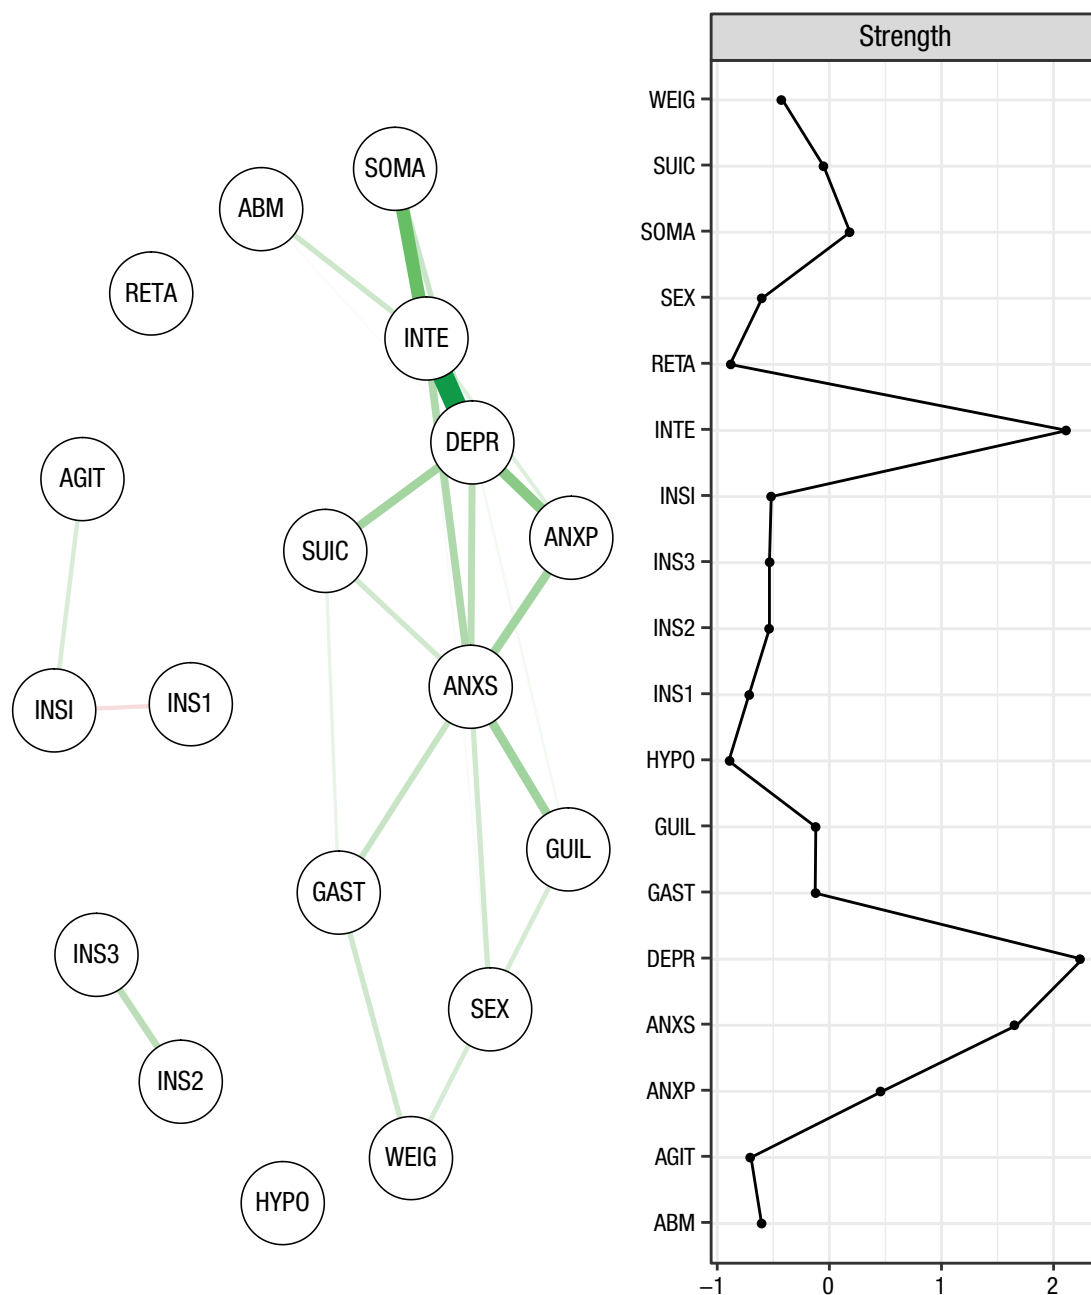 SOMA
ABM
RETA
INTE
DEPR
AGIT
ANXP
SUIC
ANXS
INSI
INS1
GUIL
GAST
INS3
SEX
INS2
WEIG
HYPO
Strength
WEIG
SUIC
SOMA
SEX
RETA
INTE
INSI
INS3
INS2
INS1
HYPO
GUIL
GAST
DEPR
ANXS
ANXP
AGIT
ABM
−1 0 1 2